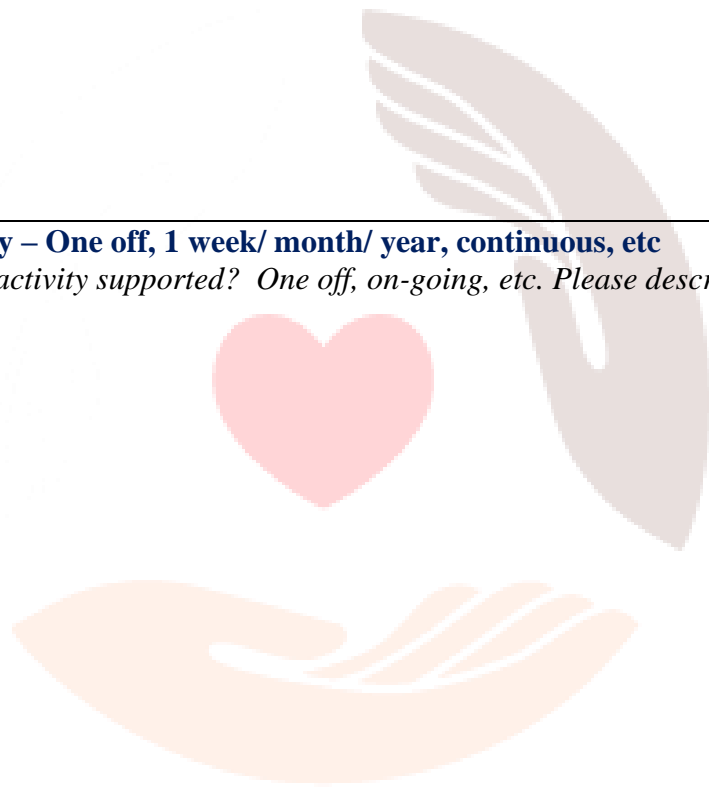 y – One off, 1 week/ month/ year, continuous, etc
activity supported?  One off, on-going, etc. Please descr